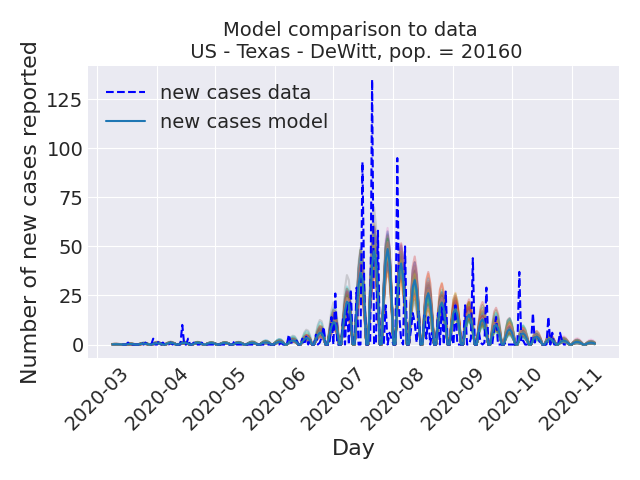 Model comparison to data
US - Texas - DeWitt, pop. = 20160
Number of new cases reported
125
100
75
50
25
0
new cases data
new cases model
2020-03
2020-04
2020-05
2020-06
2020-07
2020-08
2020-09
2020-10
2020-11
Day